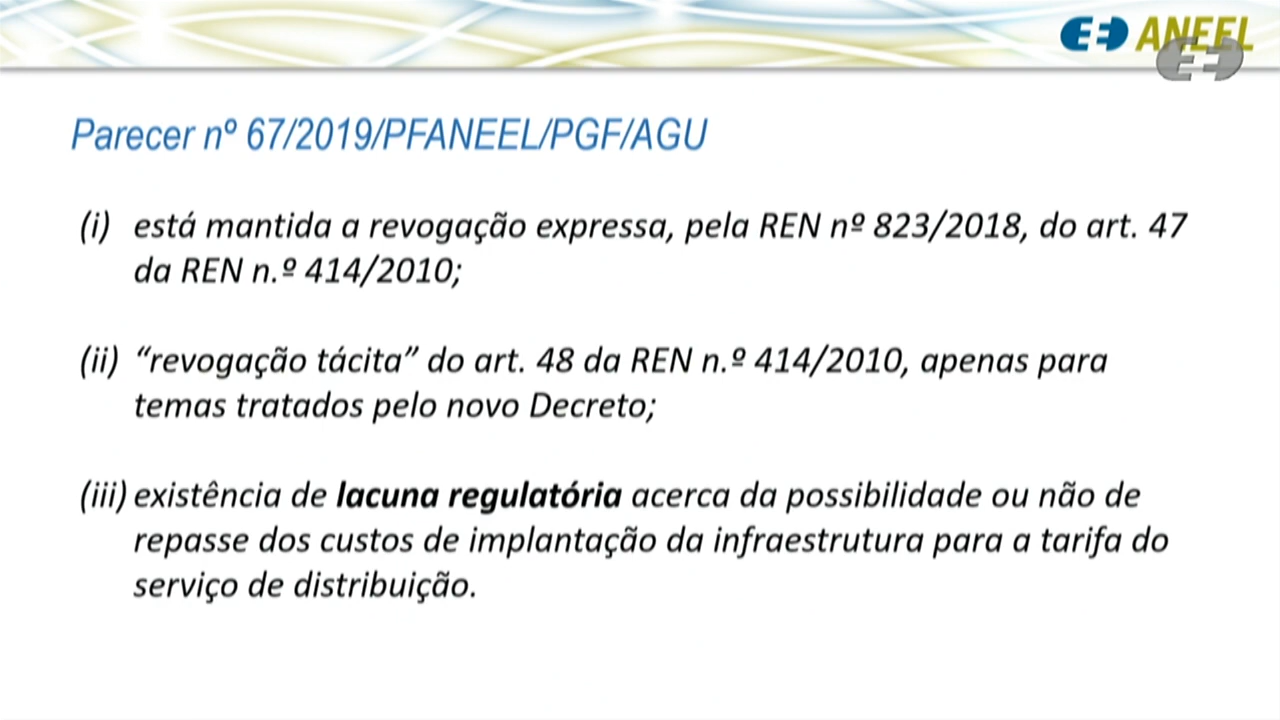 ANEEL
Parecer nº 67/2019/PFANEEL/PGF/AGU
(i) está mantida a revogação expressa, pela REN nº 823/2018, do art. 47
da REN n.º 414/2010;
(ii) “revogação tácita” do art. 48 da REN n.º 414/2010, apenas para
temas tratados pelo novo Decreto;
(iii) existência de lacuna regulatória acerca da possibilidade ou não de
repasse dos custos de implantação da infraestrutura para a tarifa do
serviço de distribuição.